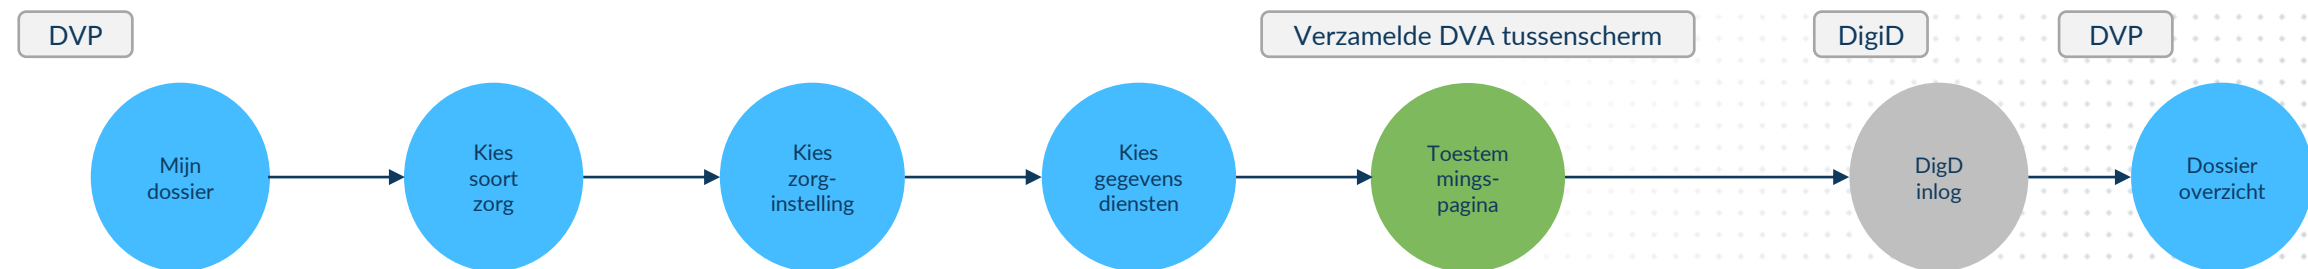 DVP
Verzamelde DVA tussenscherm
DigiD
DVP
Mijn
dossier
Kies
soort
zorg
Kies
zorg-
instelling
Kies
gegevens
diensten
Toestem
mings-
pagina
DigD
inlog
Dossier
overzicht